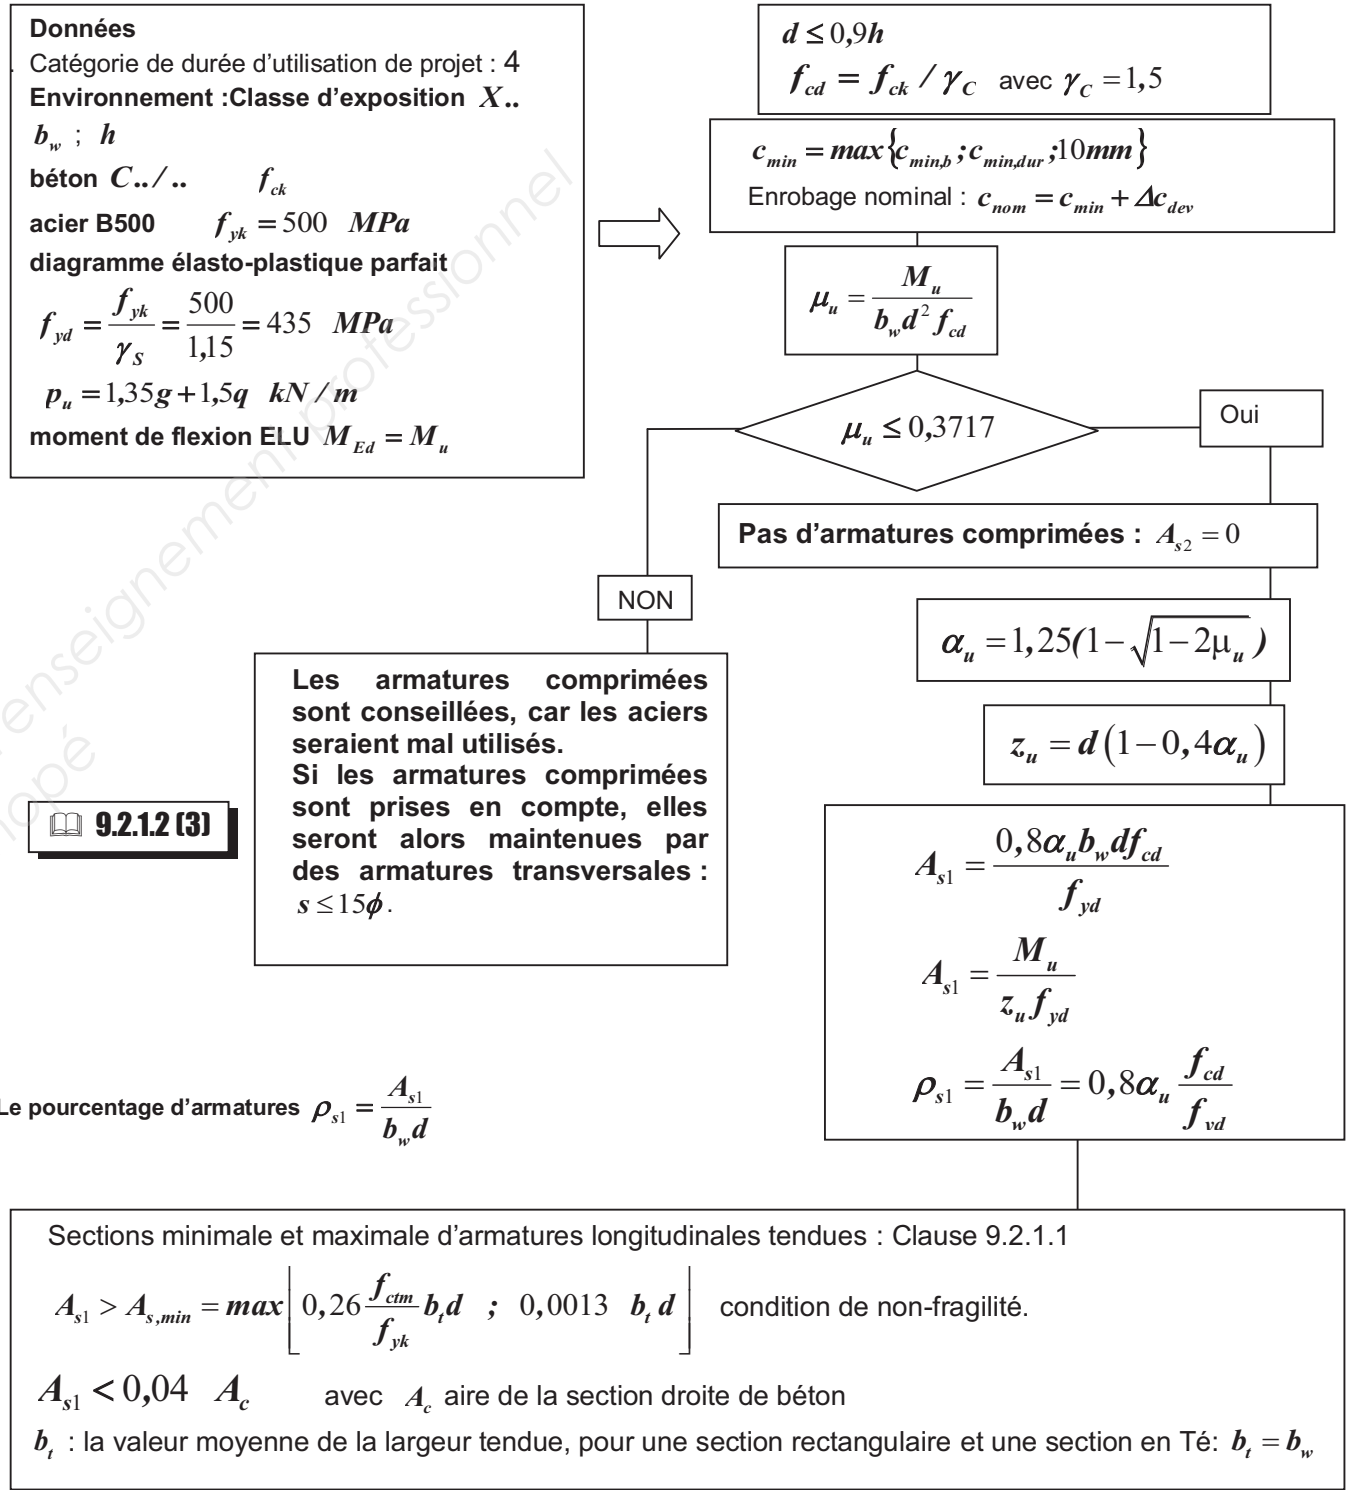 Données
. Catégorie de durée d'utilisation de projet : 4
Environnement :Classe d'exposition X..
b_w ; h
béton C../.. f_ck
acier B500 f_yk = 500 MPa
diagramme élasto-plastique parfait
f_yd = f_yk / γ_S = 500 / 1,15 = 435 MPa
p_u = 1,35g + 1,5q kN / m
moment de flexion ELU M_Ed = M_u
d ≤ 0,9h
f_cd = f_ck / γ_C avec γ_C = 1,5
c_min = max{c_min,b ; c_min,dur ; 10mm}
Enrobage nominal : c_nom = c_min + Δc_dev
μ_u = M_u / (b_w d² f_cd)
μ_u ≤ 0,3717
Oui
Pas d'armatures comprimées : A_s2 = 0
NON
α_u = 1,25(1 − √(1 − 2μ_u))
z_u = d(1 − 0,4α_u)
Les armatures comprimées
sont conseillées, car les aciers
seraient mal utilisés.
Si les armatures comprimées
sont prises en compte, elles
seront alors maintenues par
des armatures transversales :
s ≤ 15ϕ.
9.2.1.2 (3)
A_s1 = 0,8α_u b_w d f_cd / f_yd
A_s1 = M_u / (z_u f_yd)
ρ_s1 = A_s1 / (b_w d) = 0,8α_u f_cd / f_yd
Le pourcentage d'armatures ρ_s1 = A_s1 / (b_w d)
Sections minimale et maximale d'armatures longitudinales tendues : Clause 9.2.1.1
A_s1 > A_s,min = max[0,26 (f_ctm / f_yk) b_t d ; 0,0013 b_t d] condition de non-fragilité.
A_s1 < 0,04 A_c avec A_c aire de la section droite de béton
b_t : la valeur moyenne de la largeur tendue, pour une section rectangulaire et une section en Té: b_t = b_w
enseignement professionnel